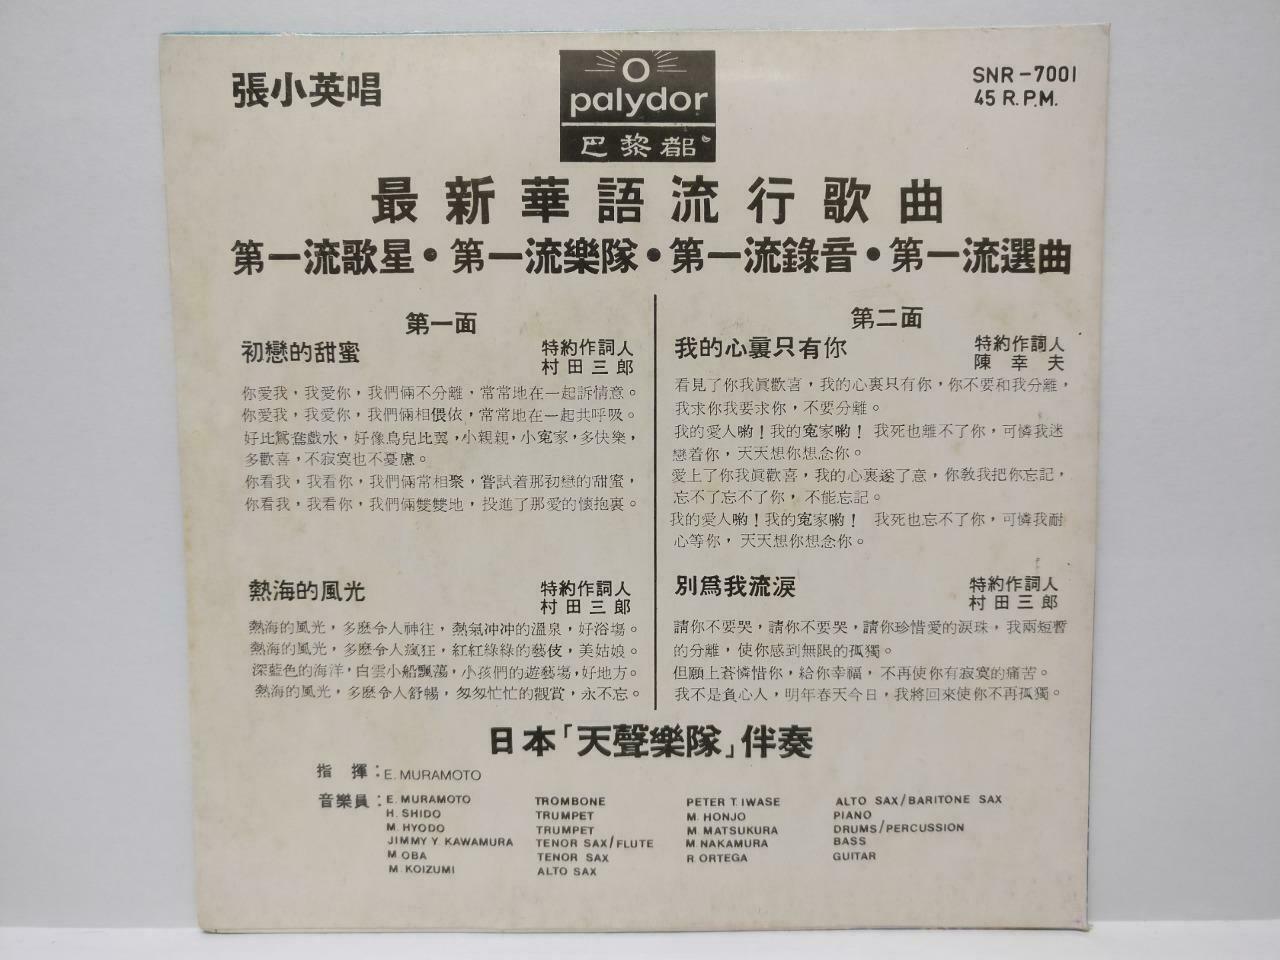 張小英唱
palydor
巴黎都
SNR-7001
45 R.P.M.
最新華語流行歌曲
第一流歌星•第一流樂隊•第一流錄音•第一流選曲
第一面
初戀的甜蜜
特約作詞人
村田三郎
你愛我，我愛你，我們倆不分離，常常地在一起訴情意。
你愛我，我愛你，我們倆相偎依，常常地在一起共呼吸。
好比鴛鴦戲水，好像鳥兒比翼，小親親，小寃家，多快樂，
多歡喜，不寂寞也不憂慮。
你看我，我看你，我們倆常相聚，嘗試着那初戀的甜蜜，
你看我，我看你，我們倆雙雙地，投進了那愛的懷抱裏。
熱海的風光
特約作詞人
村田三郎
熱海的風光，多麽令人神往，熱氣冲冲的溫泉，好浴塲。
熱海的風光，多麽令人瘋狂，紅紅綠綠的藝伎，美姑娘。
深藍色的海洋，白雲小船飄蕩，小孩們的遊藝塲，好地方。
熱海的風光，多麽令人舒暢，匆匆忙忙的觀賞，永不忘。
第二面
我的心裏只有你
特約作詞人
陳幸夫
看見了你我眞歡喜，我的心裏只有你，你不要和我分離，
我求你我要求你，不要分離。
我的愛人喲！我的寃家喲！我死也離不了你，可憐我迷
戀着你，天天想你想念你。
愛上了你我眞歡喜，我的心裏遂了意，你敎我把你忘記，
忘不了忘不了你，不能忘記。
我的愛人喲！我的寃家喲！我死也忘不了你，可憐我耐
心等你，天天想你想念你。
別爲我流淚
特約作詞人
村田三郎
請你不要哭，請你不要哭，請你珍惜愛的淚珠，我兩短暫
的分離，使你感到無限的孤獨。
但願上蒼憐惜你，給你幸福，不再使你有寂寞的痛苦。
我不是負心人，明年春天今日，我將回來使你不再孤獨。
日本「天聲樂隊」伴奏
指揮：E. MURAMOTO
音樂員：E. MURAMOTO TROMBONE PETER T. IWASE ALTO SAX/BARITONE SAX
H. SHIDO TRUMPET M. HONJO PIANO
M. HYODO TRUMPET M. MATSUKURA DRUMS/PERCUSSION
JIMMY Y. KAWAMURA TENOR SAX/FLUTE M. NAKAMURA BASS
M OBA TENOR SAX R. ORTEGA GUITAR
M. KOIZUMI ALTO SAX